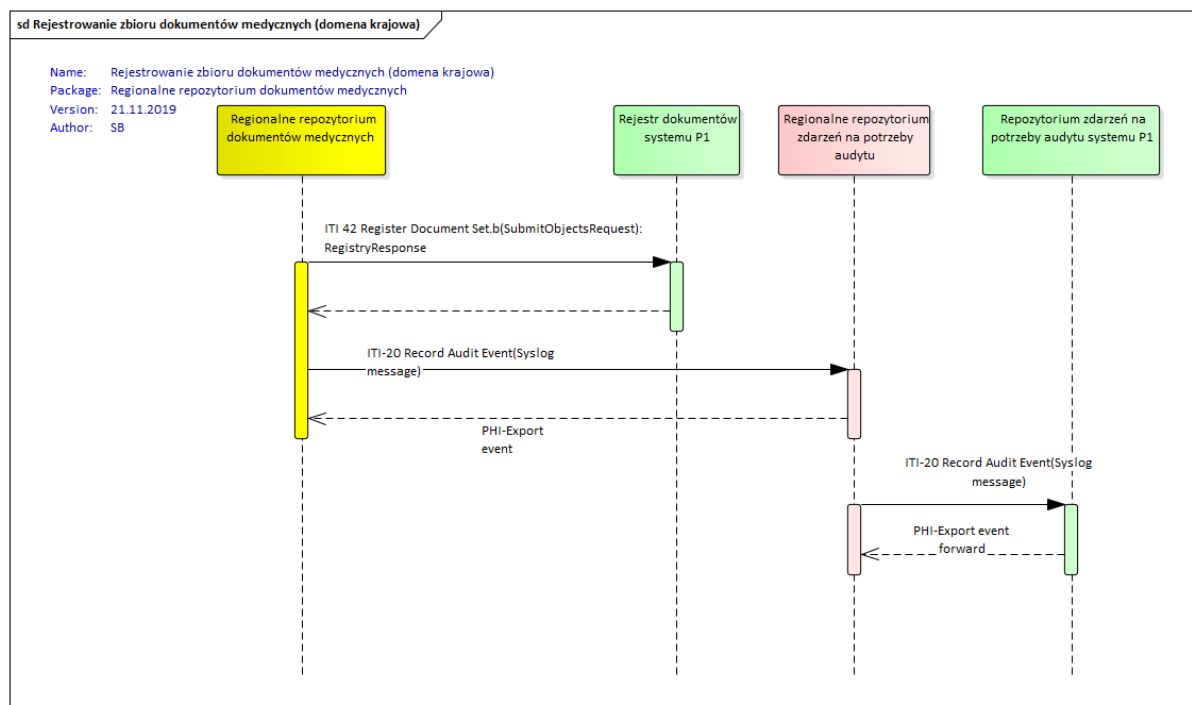 sd Rejestrowanie zbioru dokumentów medycznych (domena krajowa)
Name: Rejestrowanie zbioru dokumentów medycznych (domena krajowa)
Package: Regionalne repozytorium dokumentów medycznych
Version: 21.11.2019
Author: SB
Regionalne repozytorium
dokumentów medycznych
Rejestr dokumentów
systemu P1
Regionalne repozytorium
zdarzeń na potrzeby
audytu
Repozytorium zdarzeń na
potrzeby audytu systemu P1
ITI 42 Register Document Set.b(SubmitObjectsRequest):
RegistryResponse
ITI-20 Record Audit Event(Syslog
message)
PHI-Export
event
ITI-20 Record Audit Event(Syslog
message)
PHI-Export event
forward